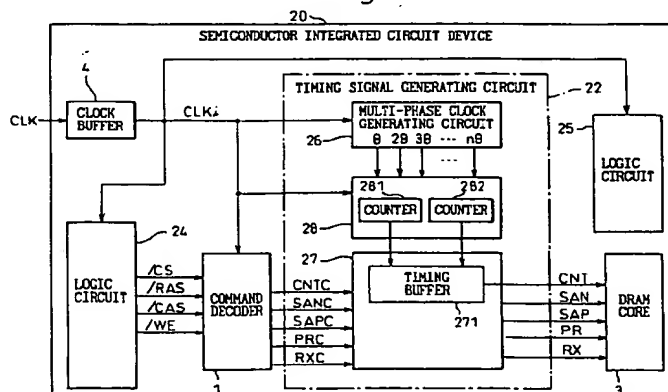 20
SEMICONDUCTOR INTEGRATED CIRCUIT DEVICE
4
TIMING SIGNAL GENERATING CIRCUIT
22
CLK
CLOCK
BUFFER
CLKi
MULTI-PHASE CLOCK
GENERATING CIRCUIT
26
θ 2θ 3θ --- nθ
---
25
LOGIC
CIRCUIT
281
282
COUNTER
COUNTER
28
24
LOGIC
CIRCUIT
/CS
/RAS
/CAS
/WE
COMMAND
DECODER
27
TIMING
BUFFER
271
CNTC
SANC
SAPC
PRC
RXC
CNT
SAN
SAP
PR
RX
DRAM
CORE
1
3